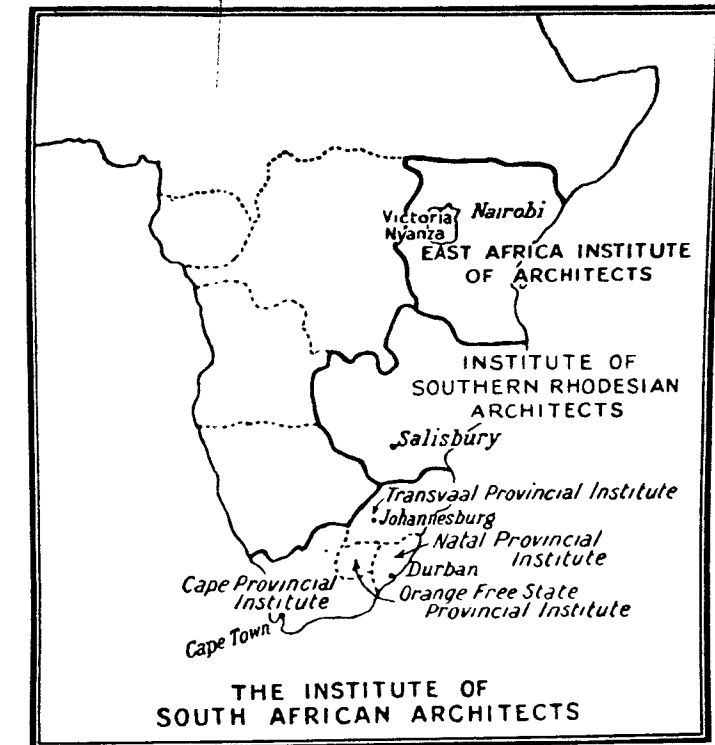 Victoria
Nyanza
Nairobi
EAST AFRICA INSTITUTE
OF ARCHITECTS
INSTITUTE OF
SOUTHERN RHODESIAN
ARCHITECTS
Salisbury
Transvaal Provincial Institute
Johannesburg
Natal Provincial
Institute
Durban
Cape Provincial
Institute
Orange Free State
Provincial Institute
Cape Town
THE INSTITUTE OF
SOUTH AFRICAN ARCHITECTS